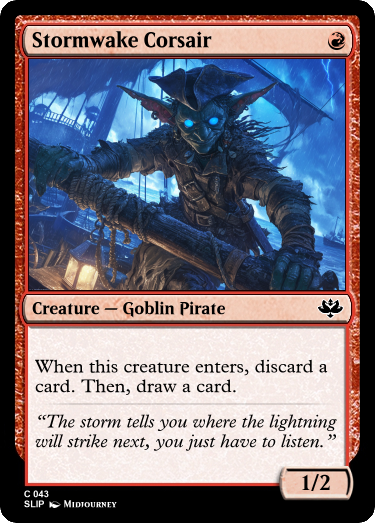 Stormwake Corsair
Creature — Goblin Pirate
When this creature enters, discard a
card. Then, draw a card.
“The storm tells you where the lightning
will strike next, you just have to listen.”
1/2
C 043
SLIP Midjourney